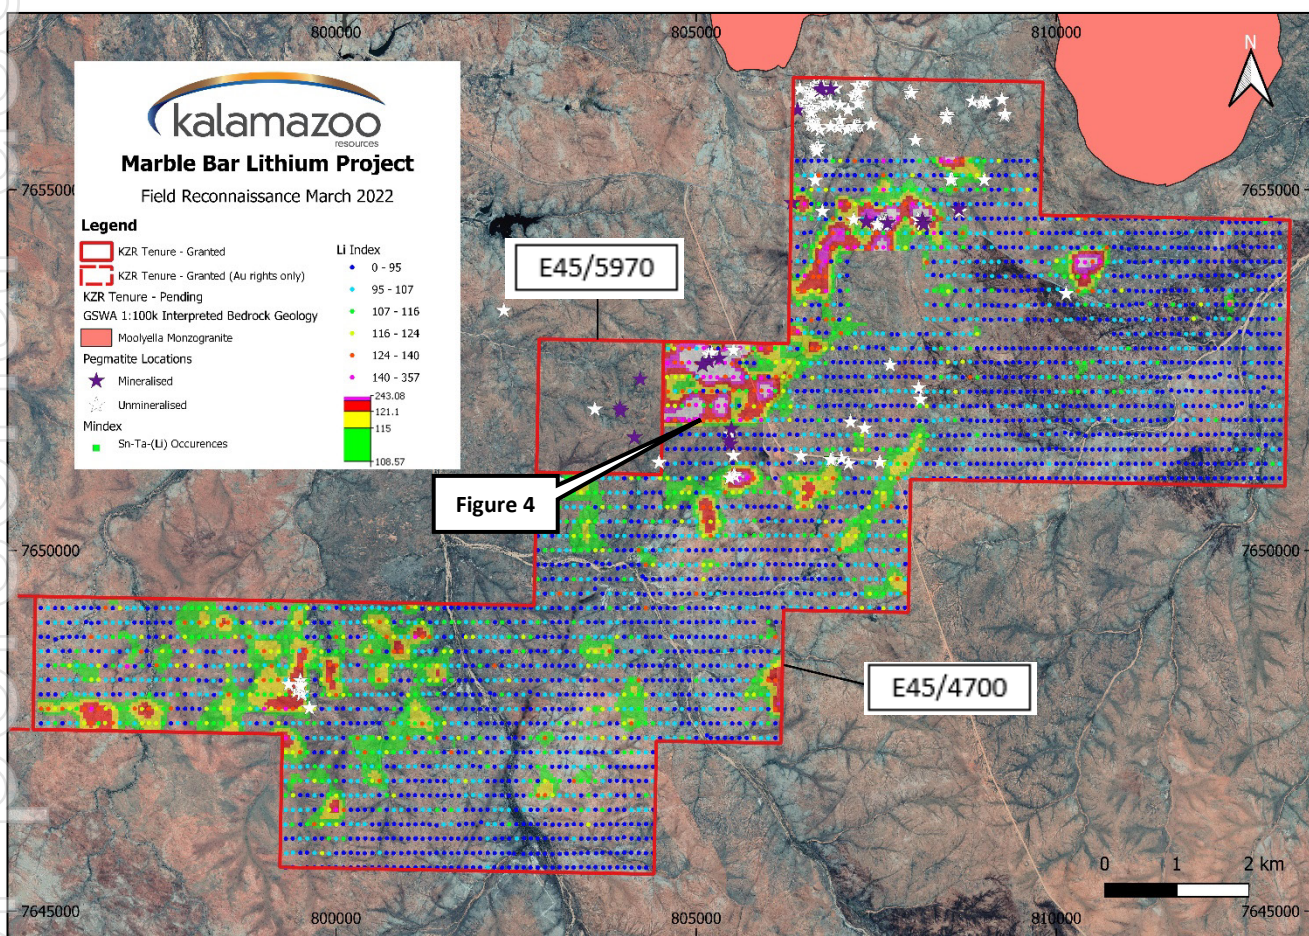 800000
805000
810000
N
kalamazoo
resources
Marble Bar Lithium Project
Field Reconnaissance March 2022
Legend
KZR Tenure - Granted
KZR Tenure - Granted (Au rights only)
KZR Tenure - Pending
GSWA 1:100k Interpreted Bedrock Geology
Moolyella Monzogranite
Pegmatite Locations
Mineralised
Unmineralised
Mindex
Sn-Ta-(Li) Occurences
Li Index
0 - 95
95 - 107
107 - 116
116 - 124
124 - 140
140 - 357
243.08
121.1
115
108.57
7655000
7655000
E45/5970
Figure 4
7650000
7650000
E45/4700
0 1 2 km
7645000
7645000
800000
805000
810000